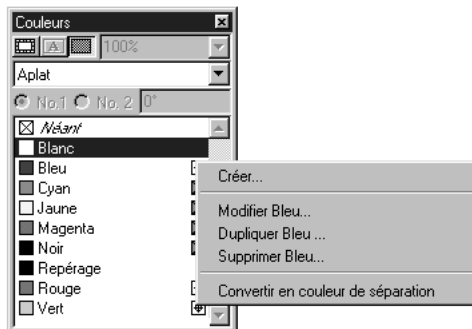 Couleurs
A 100%
Aplat
No.1 No. 2 0°
Néant
Blanc
Bleu
Cyan
Jaune
Magenta
Noir
Repérage
Rouge
Vert
Créer...
Modifier Bleu...
Dupliquer Bleu ...
Supprimer Bleu...
Convertir en couleur de séparation